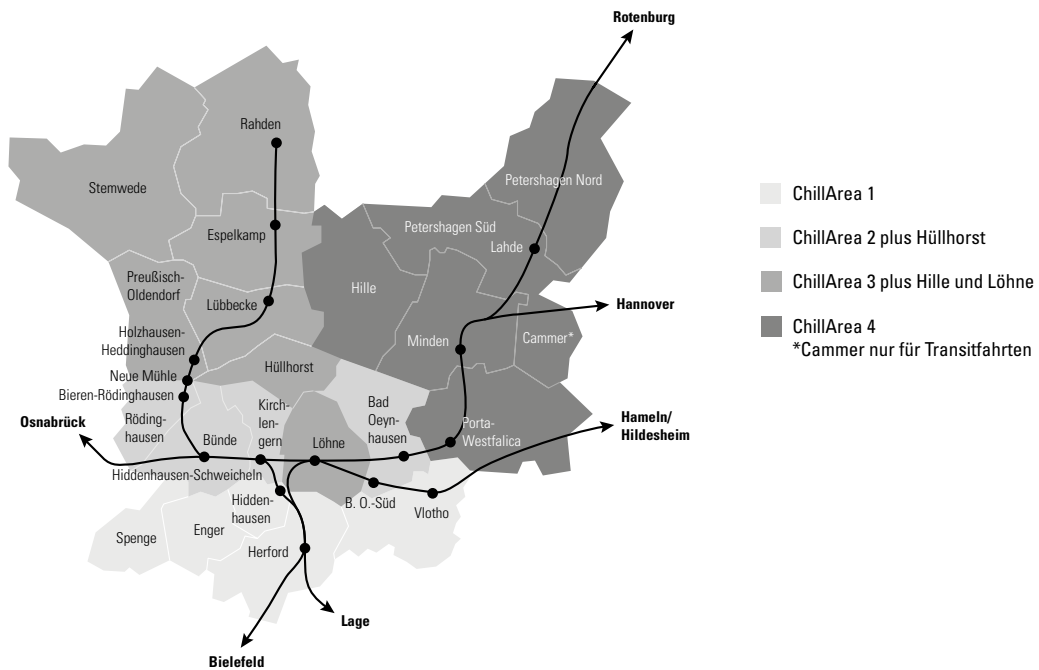 Rotenburg
Rahden
Stemwede
Petershagen Nord
Petershagen Süd
Espelkamp
Lahde
Preußisch-
Oldendorf
Hille
Lübbecke
Hannover
Holzhausen-
Heddinghausen
Minden
Cammer*
Hüllhorst
Neue Mühle
Bieren-Rödinghausen
Kirch-
lengern
Bad
Oeyn-
hausen
Röding-
hausen
Osnabrück
Bünde
Löhne
Porta-
Westfalica
Hameln/
Hildesheim
Hiddenhausen-Schweicheln
Hidden-
hausen
B. O.-Süd
Vlotho
Spenge
Enger
Herford
Lage
Bielefeld
ChillArea 1
ChillArea 2 plus Hüllhorst
ChillArea 3 plus Hille und Löhne
ChillArea 4
*Cammer nur für Transitfahrten